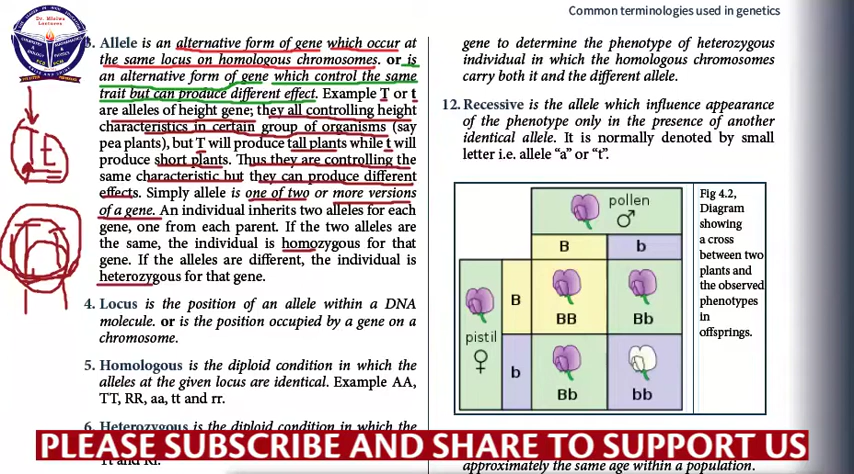 Common terminologies used in genetics
Dr. Mlelwa
Lectures
3. Allele is an alternative form of gene which occur at
the same locus on homologous chromosomes. or is
an alternative form of gene which control the same
trait but can produce different effect. Example T or t
are alleles of height gene; they all controlling height
characteristics in certain group of organisms (say
pea plants), but T will produce tall plants while t will
produce short plants. Thus they are controlling the
same characteristic but they can produce different
effects. Simply allele is one of two or more versions
of a gene. An individual inherits two alleles for each
gene, one from each parent. If the two alleles are
the same, the individual is homozygous for that
gene. If the alleles are different, the individual is
heterozygous for that gene.
T t
4. Locus is the position of an allele within a DNA
molecule. or is the position occupied by a gene on a
chromosome.
5. Homologous is the diploid condition in which the
alleles at the given locus are identical. Example AA,
TT, RR, aa, tt and rr.
6. Heterozygous is the diploid condition in which the
gene to determine the phenotype of heterozygous
individual in which the homologous chromosomes
carry both it and the different allele.
12. Recessive is the allele which influence appearance
of the phenotype only in the presence of another
identical allele. It is normally denoted by small
letter i.e. allele “a” or “t”.
pollen
♂
B b
pistil
♀
B
BB Bb
b
Bb bb
Fig 4.2,
Diagram
showing
a cross
between two
plants and
the observed
phenotypes
in
offsprings.
PLEASE SUBSCRIBE AND SHARE TO SUPPORT US
approximately the same age within a population.